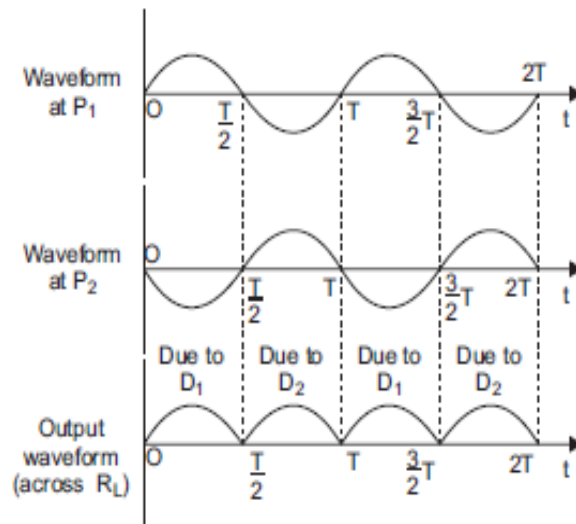 Waveform
at P₁
O
T/2
T
3/2 T
2T
t
Waveform
at P₂
O
T/2
T
3/2 T
2T
t
Due to
D₁
Due to
D₂
Due to
D₁
Due to
D₂
Output
waveform
(across R_L)
O
T/2
T
3/2 T
2T
t